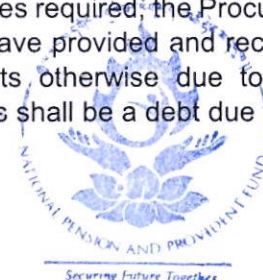 es required, the Procu
ave provided and rec
ts otherwise due to
s shall be a debt due
NATIONAL PENSION AND PROVIDENT FUND
Securing Future Together